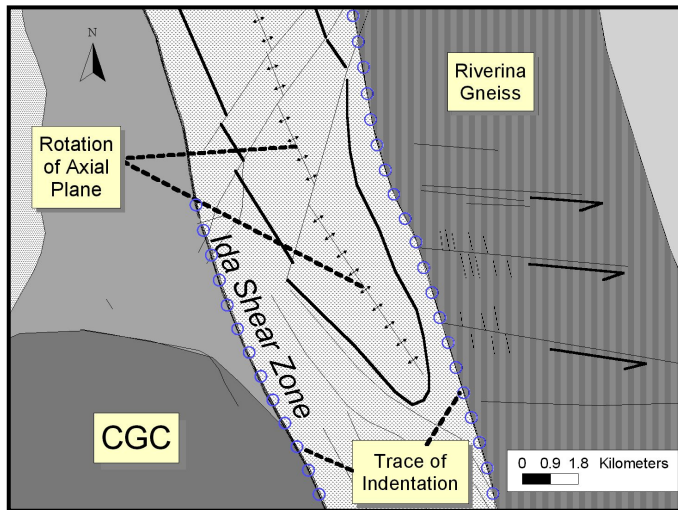 N
Riverina
Gneiss
Rotation
of Axial
Plane
Ida Shear Zone
CGC
Trace of
Indentation
0 0.9 1.8 Kilometers